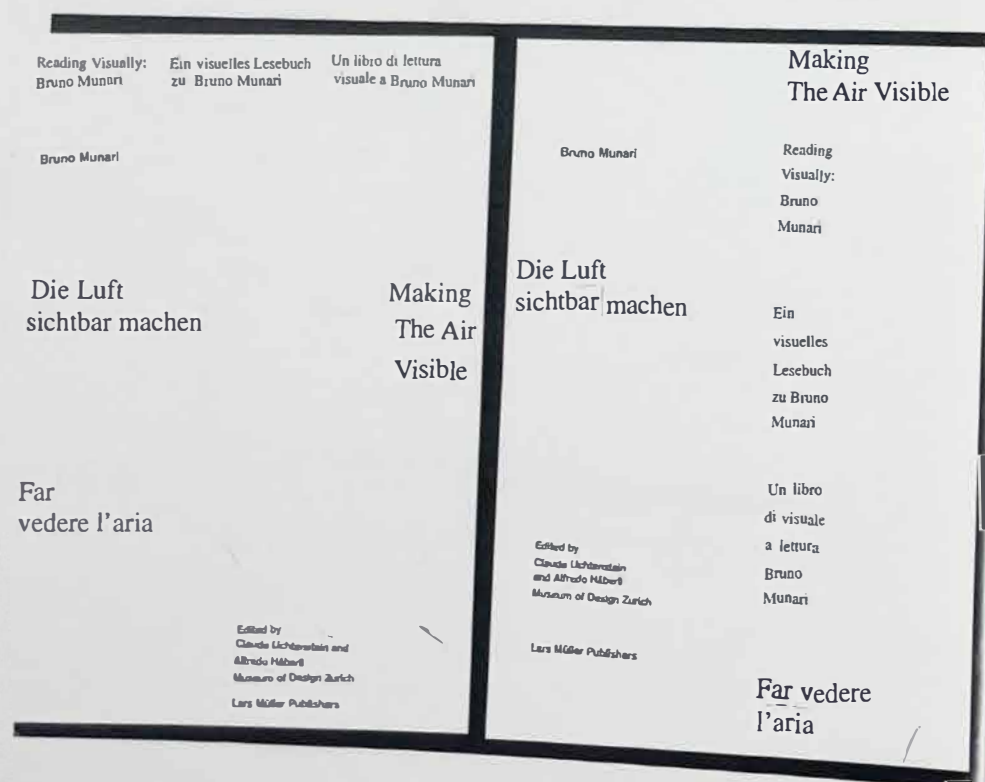 Reading Visually:
Bruno Munari
Ein visuelles Lesebuch
zu Bruno Munari
Un libro di lettura
visuale a Bruno Munari
Bruno Munari
Die Luft
sichtbar machen
Making
The Air
Visible
Far
vedere l'aria
Edited by
Claude Lichtenstein and
Alfredo Häberli
Museum of Design Zurich
Lars Müller Publishers
Making
The Air Visible
Bruno Munari
Reading
Visually:
Bruno
Munari
Die Luft
sichtbar machen
Ein
visuelles
Lesebuch
zu Bruno
Munari
Un libro
di visuale
a lettura
Bruno
Munari
Edited by
Claude Lichtenstein
and Alfredo Häberli
Museum of Design Zurich
Lars Müller Publishers
Far vedere
l'aria